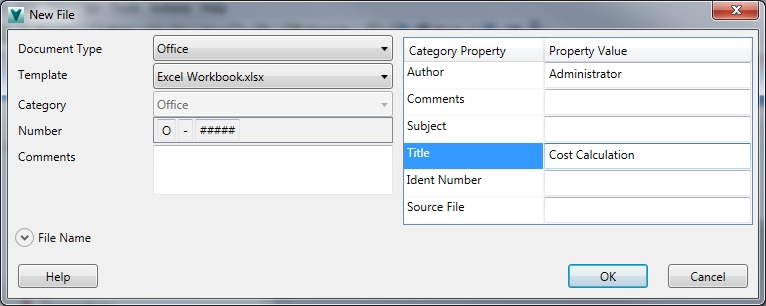 New File
Document Type Office
Template Excel Workbook.xlsx
Category Office
Number O - #####
Comments
File Name
Category Property Property Value
Author Administrator
Comments
Subject
Title Cost Calculation
Ident Number
Source File
Help OK Cancel